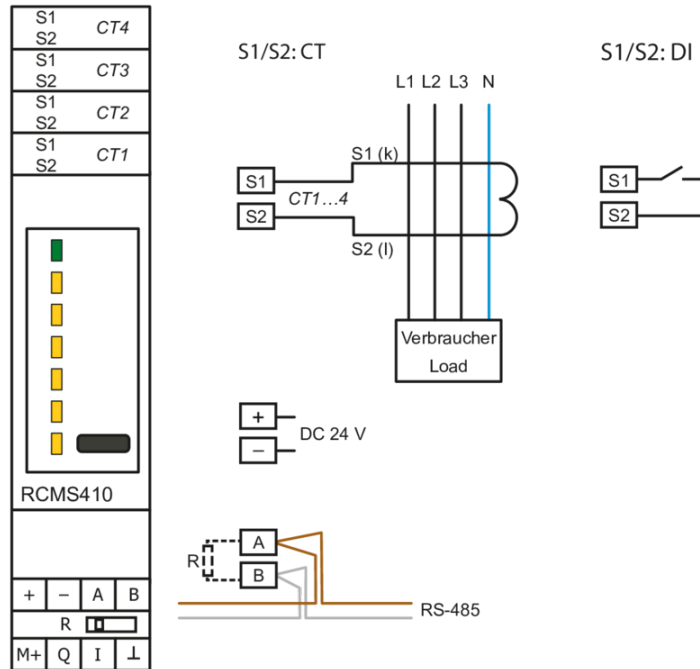 S1
S2
CT4
S1
S2
CT3
S1
S2
CT2
S1
S2
CT1
RCMS410
+ − A B
R
M+ Q I ⊥
S1/S2: CT
L1 L2 L3 N
S1 (k)
S1
CT1...4
S2
S2 (l)
Verbraucher
Load
+
DC 24 V
−
A
R
B
RS-485
S1/S2: DI
S1
S2